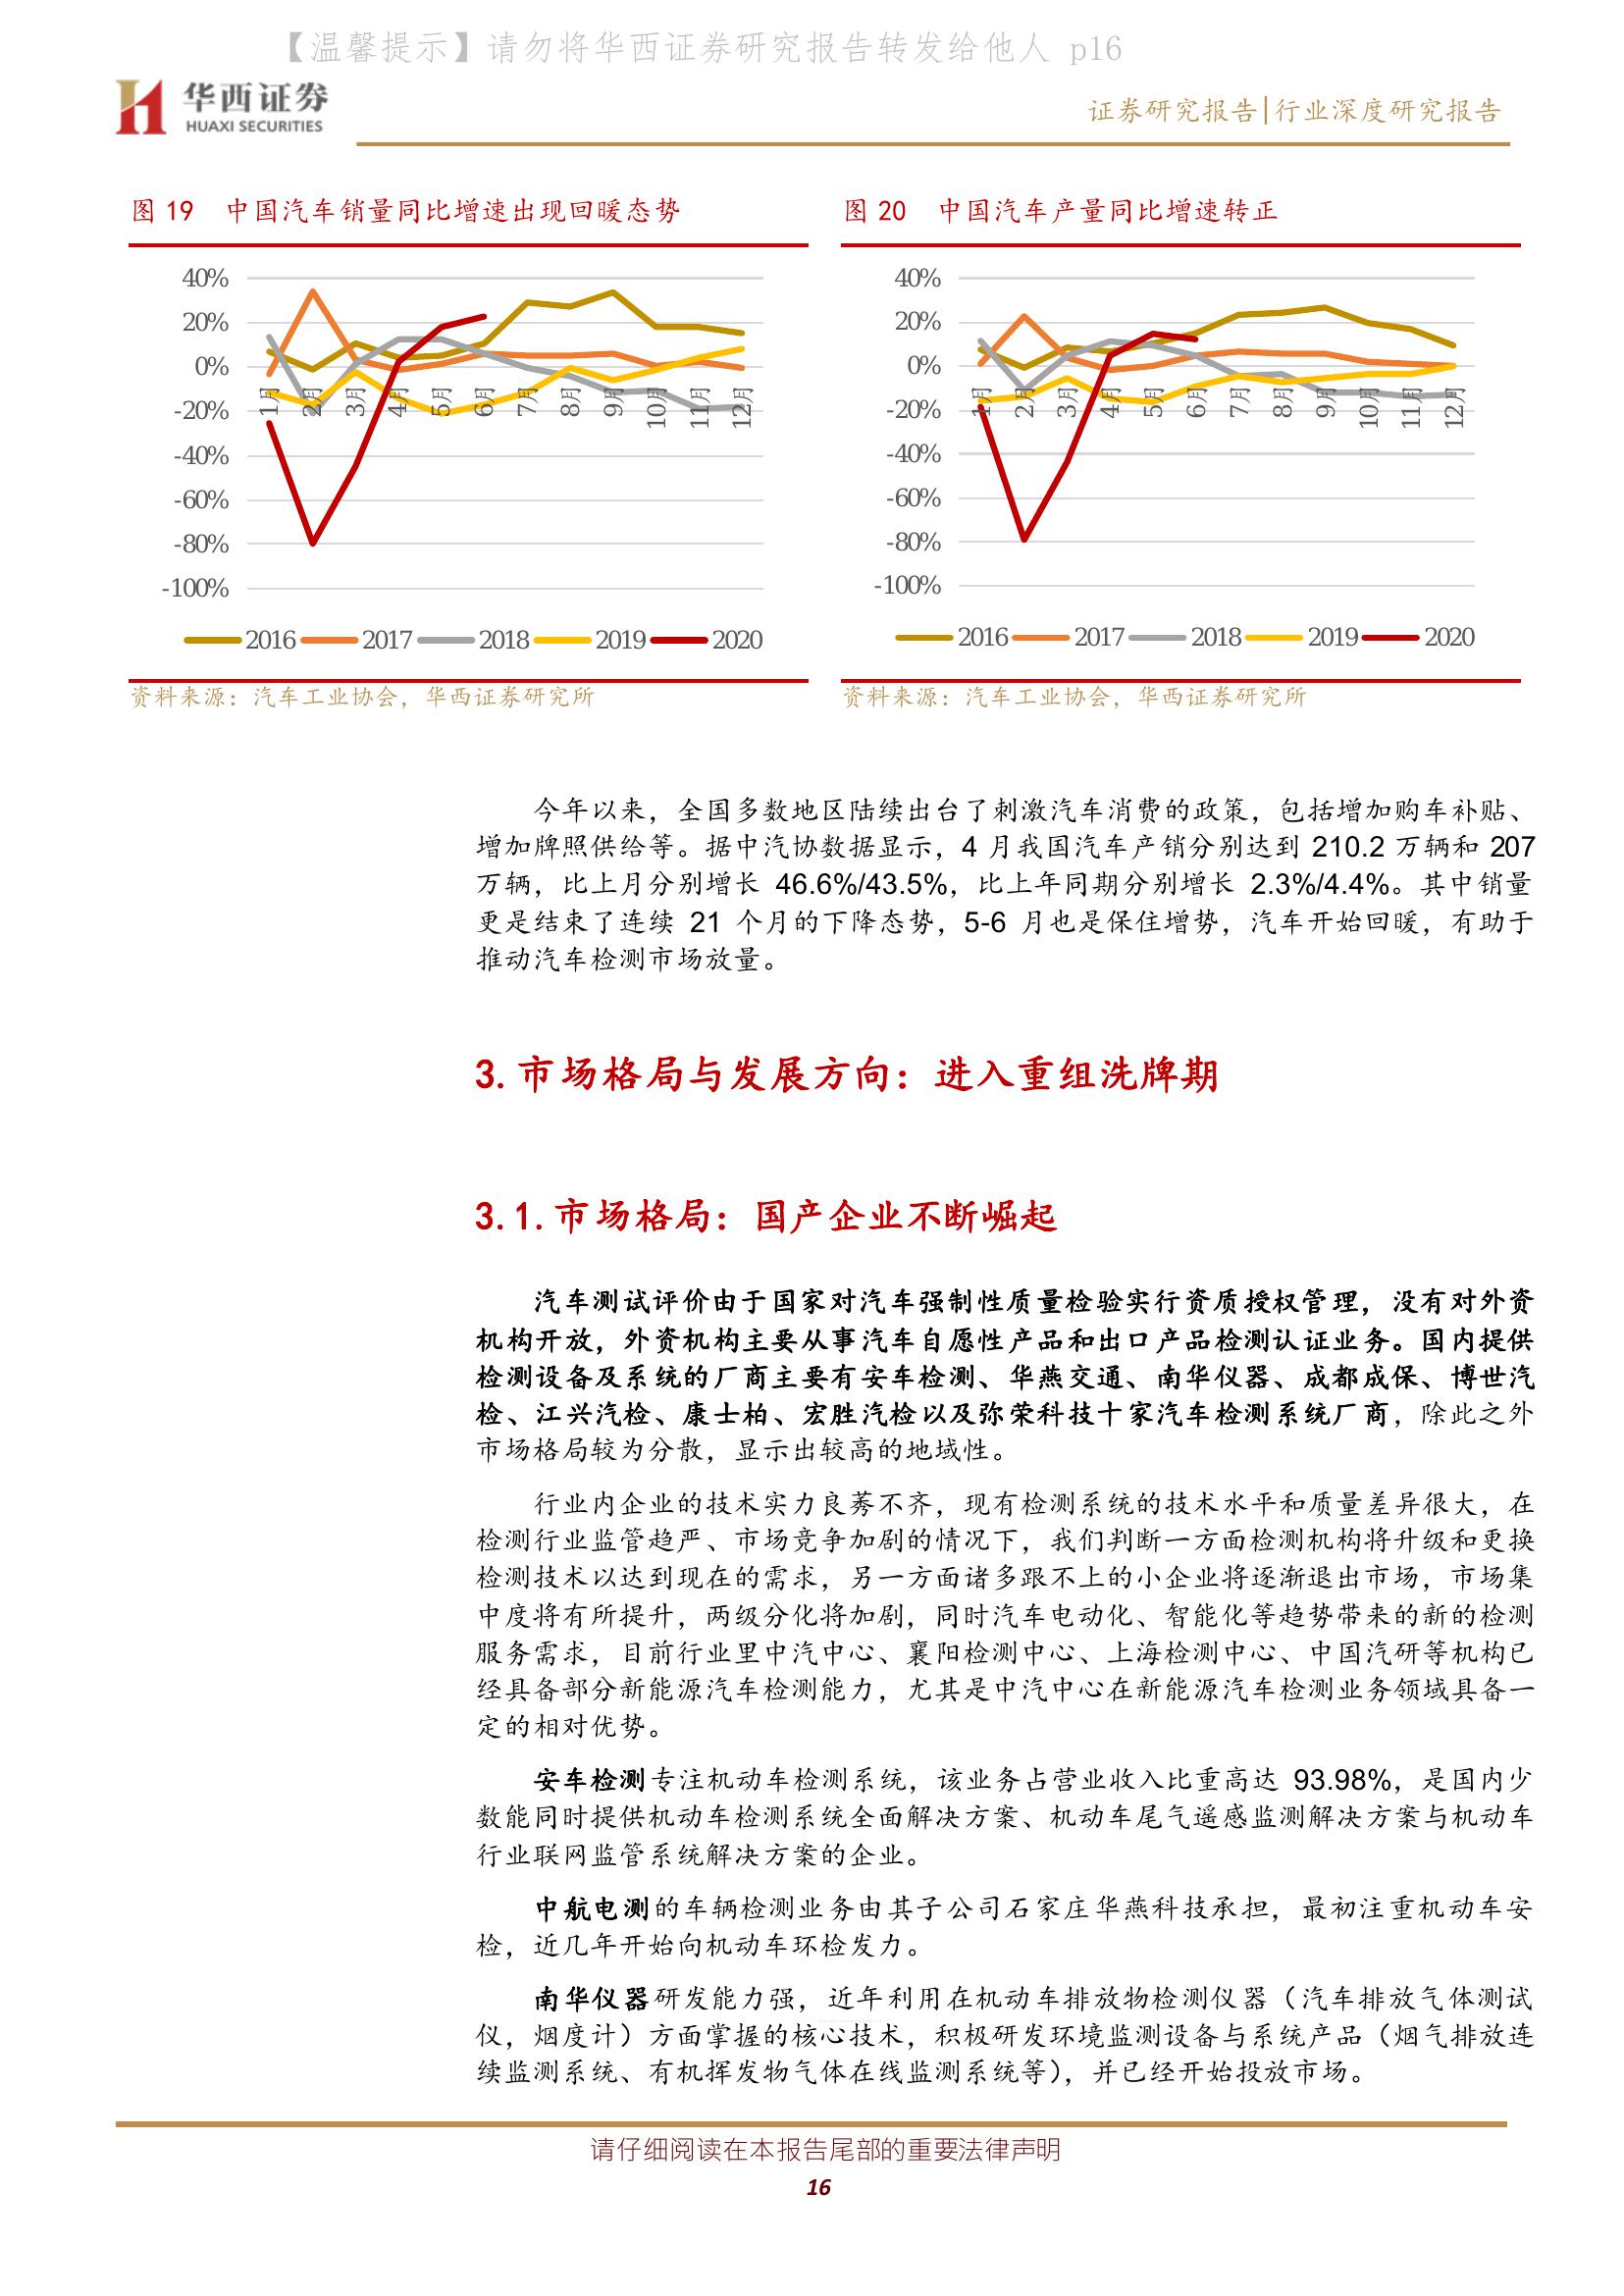 【温馨提示】请勿将华西证券研究报告转发给他人 p16
华西证券
HUAXI SECURITIES
证券研究报告|行业深度研究报告
图 19 中国汽车销量同比增速出现回暖态势
40%
20%
0%
-20%
-40%
-60%
-80%
-100%
1月 2月 3月 4月 5月 6月 7月 8月 9月 10月 11月 12月
2016 2017 2018 2019 2020
资料来源：汽车工业协会，华西证券研究所
图 20 中国汽车产量同比增速转正
40%
20%
0%
-20%
-40%
-60%
-80%
-100%
1月 2月 3月 4月 5月 6月 7月 8月 9月 10月 11月 12月
2016 2017 2018 2019 2020
资料来源：汽车工业协会，华西证券研究所
今年以来，全国多数地区陆续出台了刺激汽车消费的政策，包括增加购车补贴、
增加牌照供给等。据中汽协数据显示，4 月我国汽车产销分别达到 210.2 万辆和 207
万辆，比上月分别增长 46.6%/43.5%，比上年同期分别增长 2.3%/4.4%。其中销量
更是结束了连续 21 个月的下降态势，5-6 月也是保住增势，汽车开始回暖，有助于
推动汽车检测市场放量。
3.市场格局与发展方向：进入重组洗牌期
3.1.市场格局：国产企业不断崛起
汽车测试评价由于国家对汽车强制性质量检验实行资质授权管理，没有对外资
机构开放，外资机构主要从事汽车自愿性产品和出口产品检测认证业务。国内提供
检测设备及系统的厂商主要有安车检测、华燕交通、南华仪器、成都成保、博世汽
检、江兴汽检、康士柏、宏胜汽检以及弥荣科技十家汽车检测系统厂商，除此之外
市场格局较为分散，显示出较高的地域性。
行业内企业的技术实力良莠不齐，现有检测系统的技术水平和质量差异很大，在
检测行业监管趋严、市场竞争加剧的情况下，我们判断一方面检测机构将升级和更换
检测技术以达到现在的需求，另一方面诸多跟不上的小企业将逐渐退出市场，市场集
中度将有所提升，两级分化将加剧，同时汽车电动化、智能化等趋势带来的新的检测
服务需求，目前行业里中汽中心、襄阳检测中心、上海检测中心、中国汽研等机构已
经具备部分新能源汽车检测能力，尤其是中汽中心在新能源汽车检测业务领域具备一
定的相对优势。
安车检测专注机动车检测系统，该业务占营业收入比重高达 93.98%，是国内少
数能同时提供机动车检测系统全面解决方案、机动车尾气遥感监测解决方案与机动车
行业联网监管系统解决方案的企业。
中航电测的车辆检测业务由其子公司石家庄华燕科技承担，最初注重机动车安
检，近几年开始向机动车环检发力。
南华仪器研发能力强，近年利用在机动车排放物检测仪器（汽车排放气体测试
仪，烟度计）方面掌握的核心技术，积极研发环境监测设备与系统产品（烟气排放连
续监测系统、有机挥发物气体在线监测系统等），并已经开始投放市场。
请仔细阅读在本报告尾部的重要法律声明
16